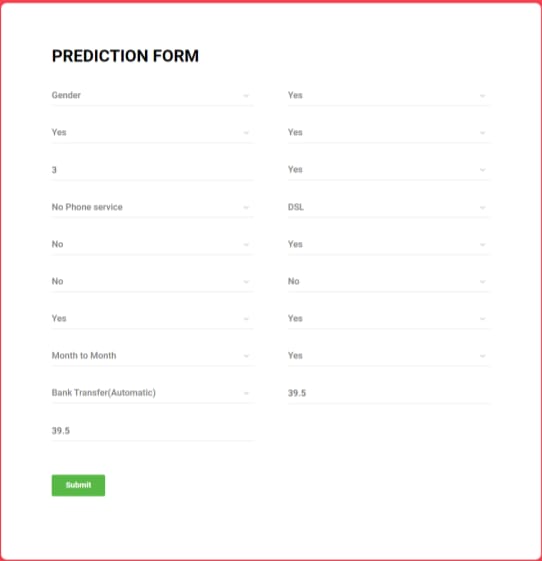 PREDICTION FORM
Gender
Yes
Yes
Yes
3
Yes
No Phone service
DSL
No
Yes
No
No
Yes
Yes
Month to Month
Yes
Bank Transfer(Automatic)
39.5
39.5
Submit